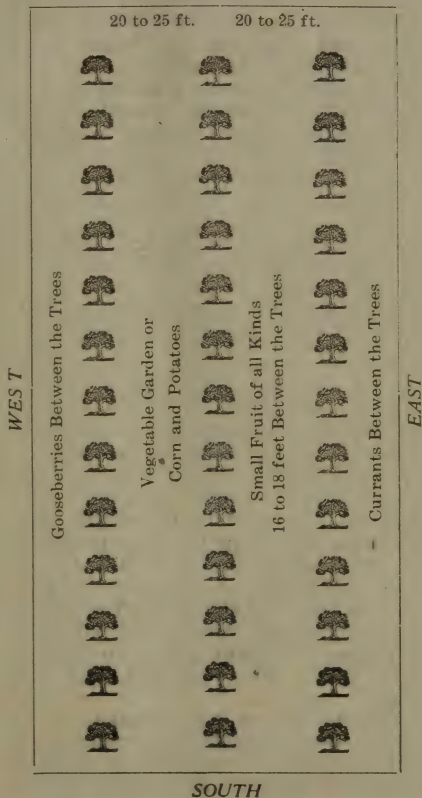 20 to 25 ft. 20 to 25 ft.
WEST
Gooseberries Between the Trees
Vegetable Garden or
Corn and Potatoes
Small Fruit of all Kinds
16 to 18 feet Between the Trees
Currants Between the Trees
EAST
SOUTH